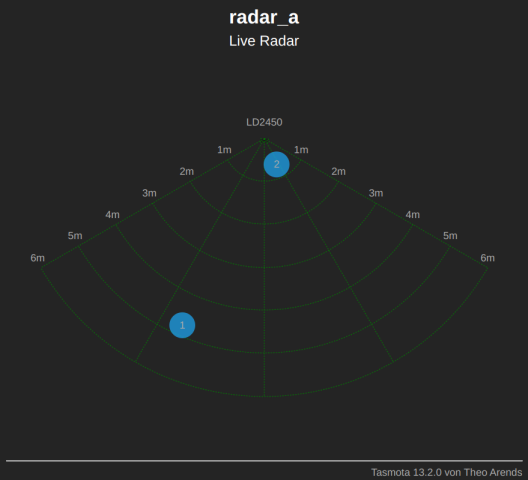 radar_a
Live Radar
LD2450
1m 2 1m
2m 2m
3m 3m
4m 4m
5m 5m
6m 6m
1
Tasmota 13.2.0 von Theo Arends